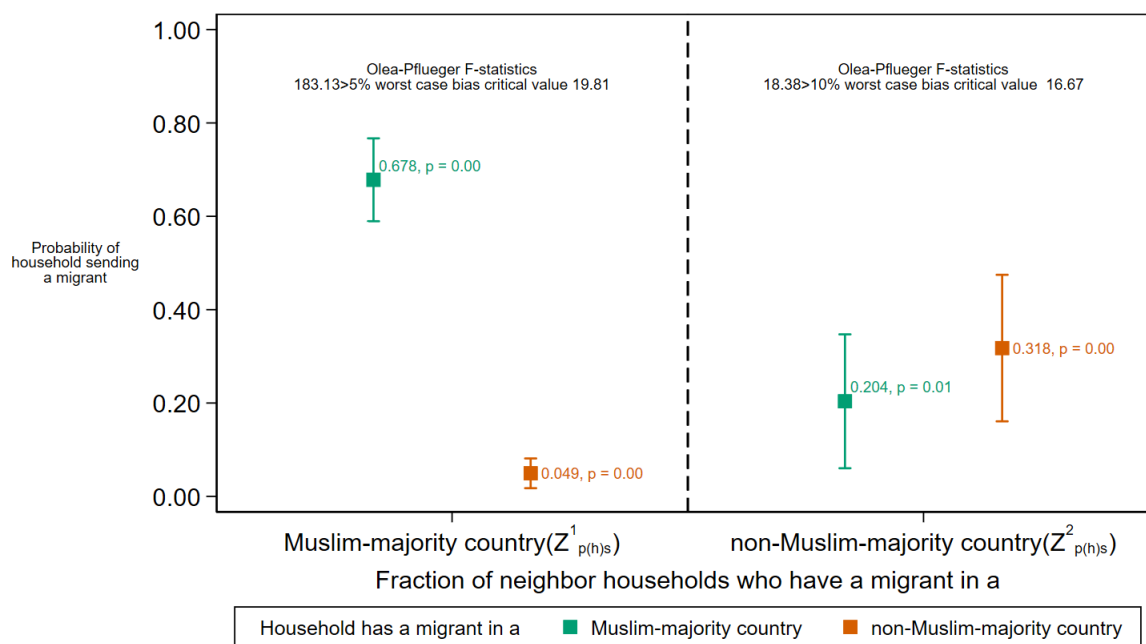 1.00
0.80
0.60
0.40
0.20
0.00
Probability of
household sending
a migrant
Olea-Pflueger F-statistics
183.13>5% worst case bias critical value 19.81
Olea-Pflueger F-statistics
18.38>10% worst case bias critical value 16.67
0.678, p = 0.00
0.049, p = 0.00
0.204, p = 0.01
0.318, p = 0.00
Muslim-majority country(Z¹p(h)s)
non-Muslim-majority country(Z²p(h)s)
Fraction of neighbor households who have a migrant in a
Household has a migrant in a Muslim-majority country non-Muslim-majority country